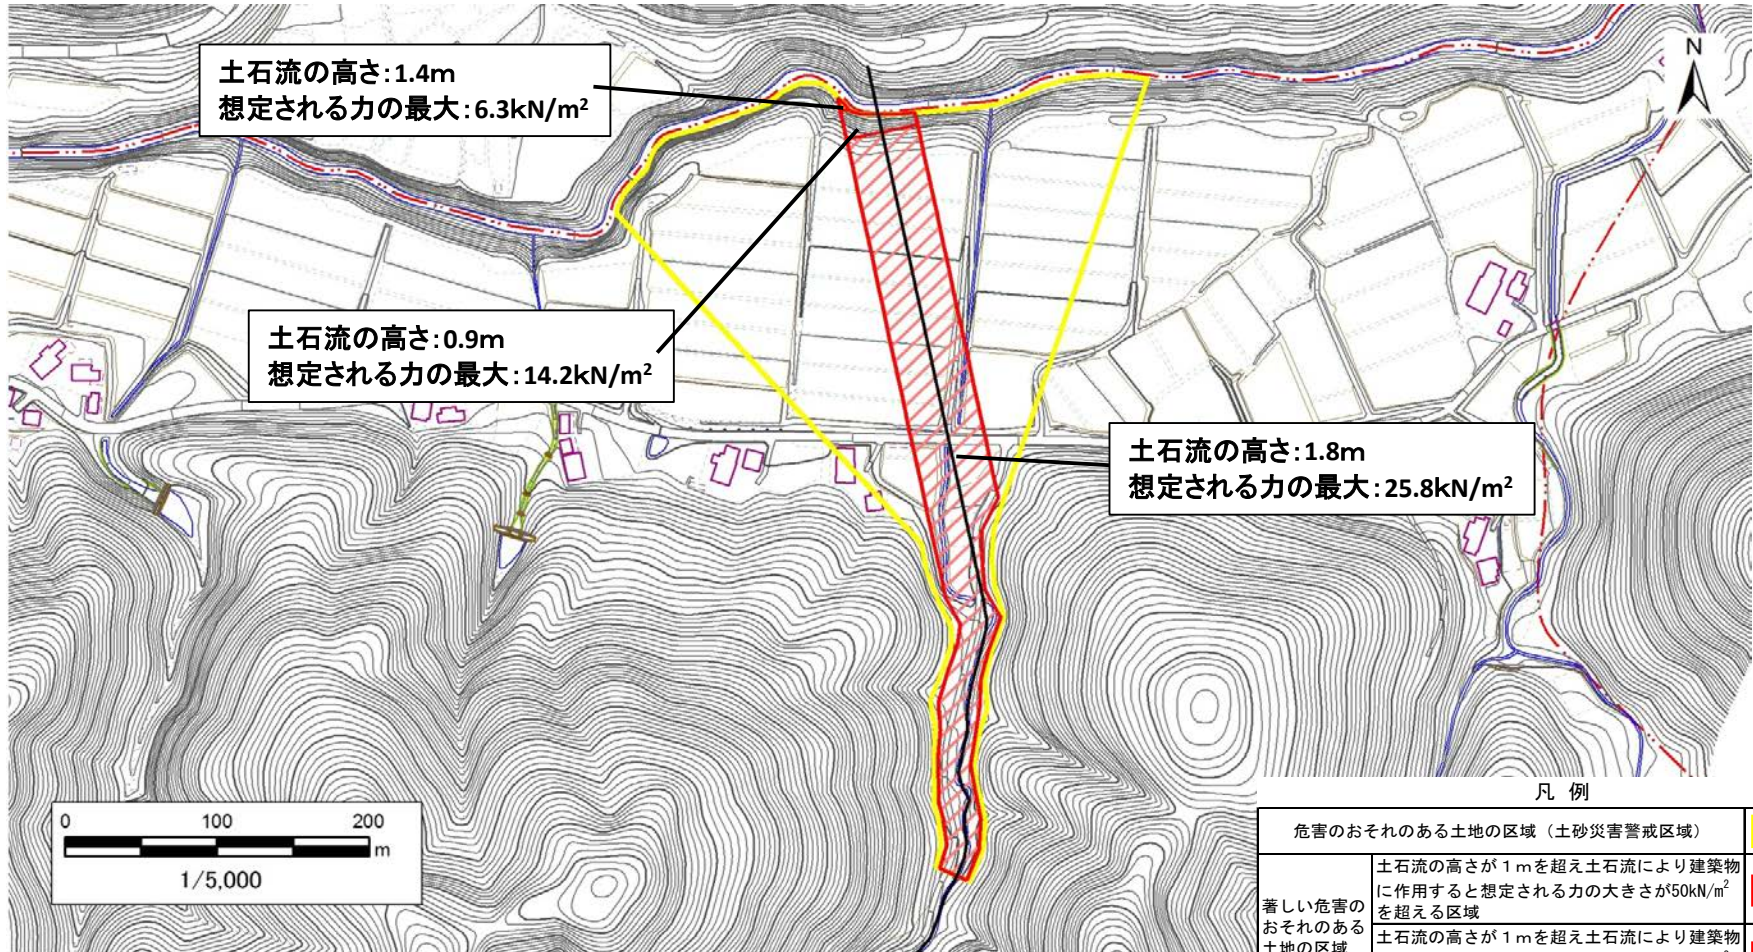 土石流の高さ:1.4m
想定される力の最大:6.3kN/m²
N
土石流の高さ:0.9m
想定される力の最大:14.2kN/m²
土石流の高さ:1.8m
想定される力の最大:25.8kN/m²
0 100 200
m
1/5,000
凡 例
危害のおそれのある土地の区域（土砂災害警戒区域）
著しい危害の
おそれのある
土地の区域
土石流の高さが１ｍを超え土石流により建築物
に作用すると想定される力の大きさが50kN/m²
を超える区域
土石流の高さが１ｍを超え土石流により建築物